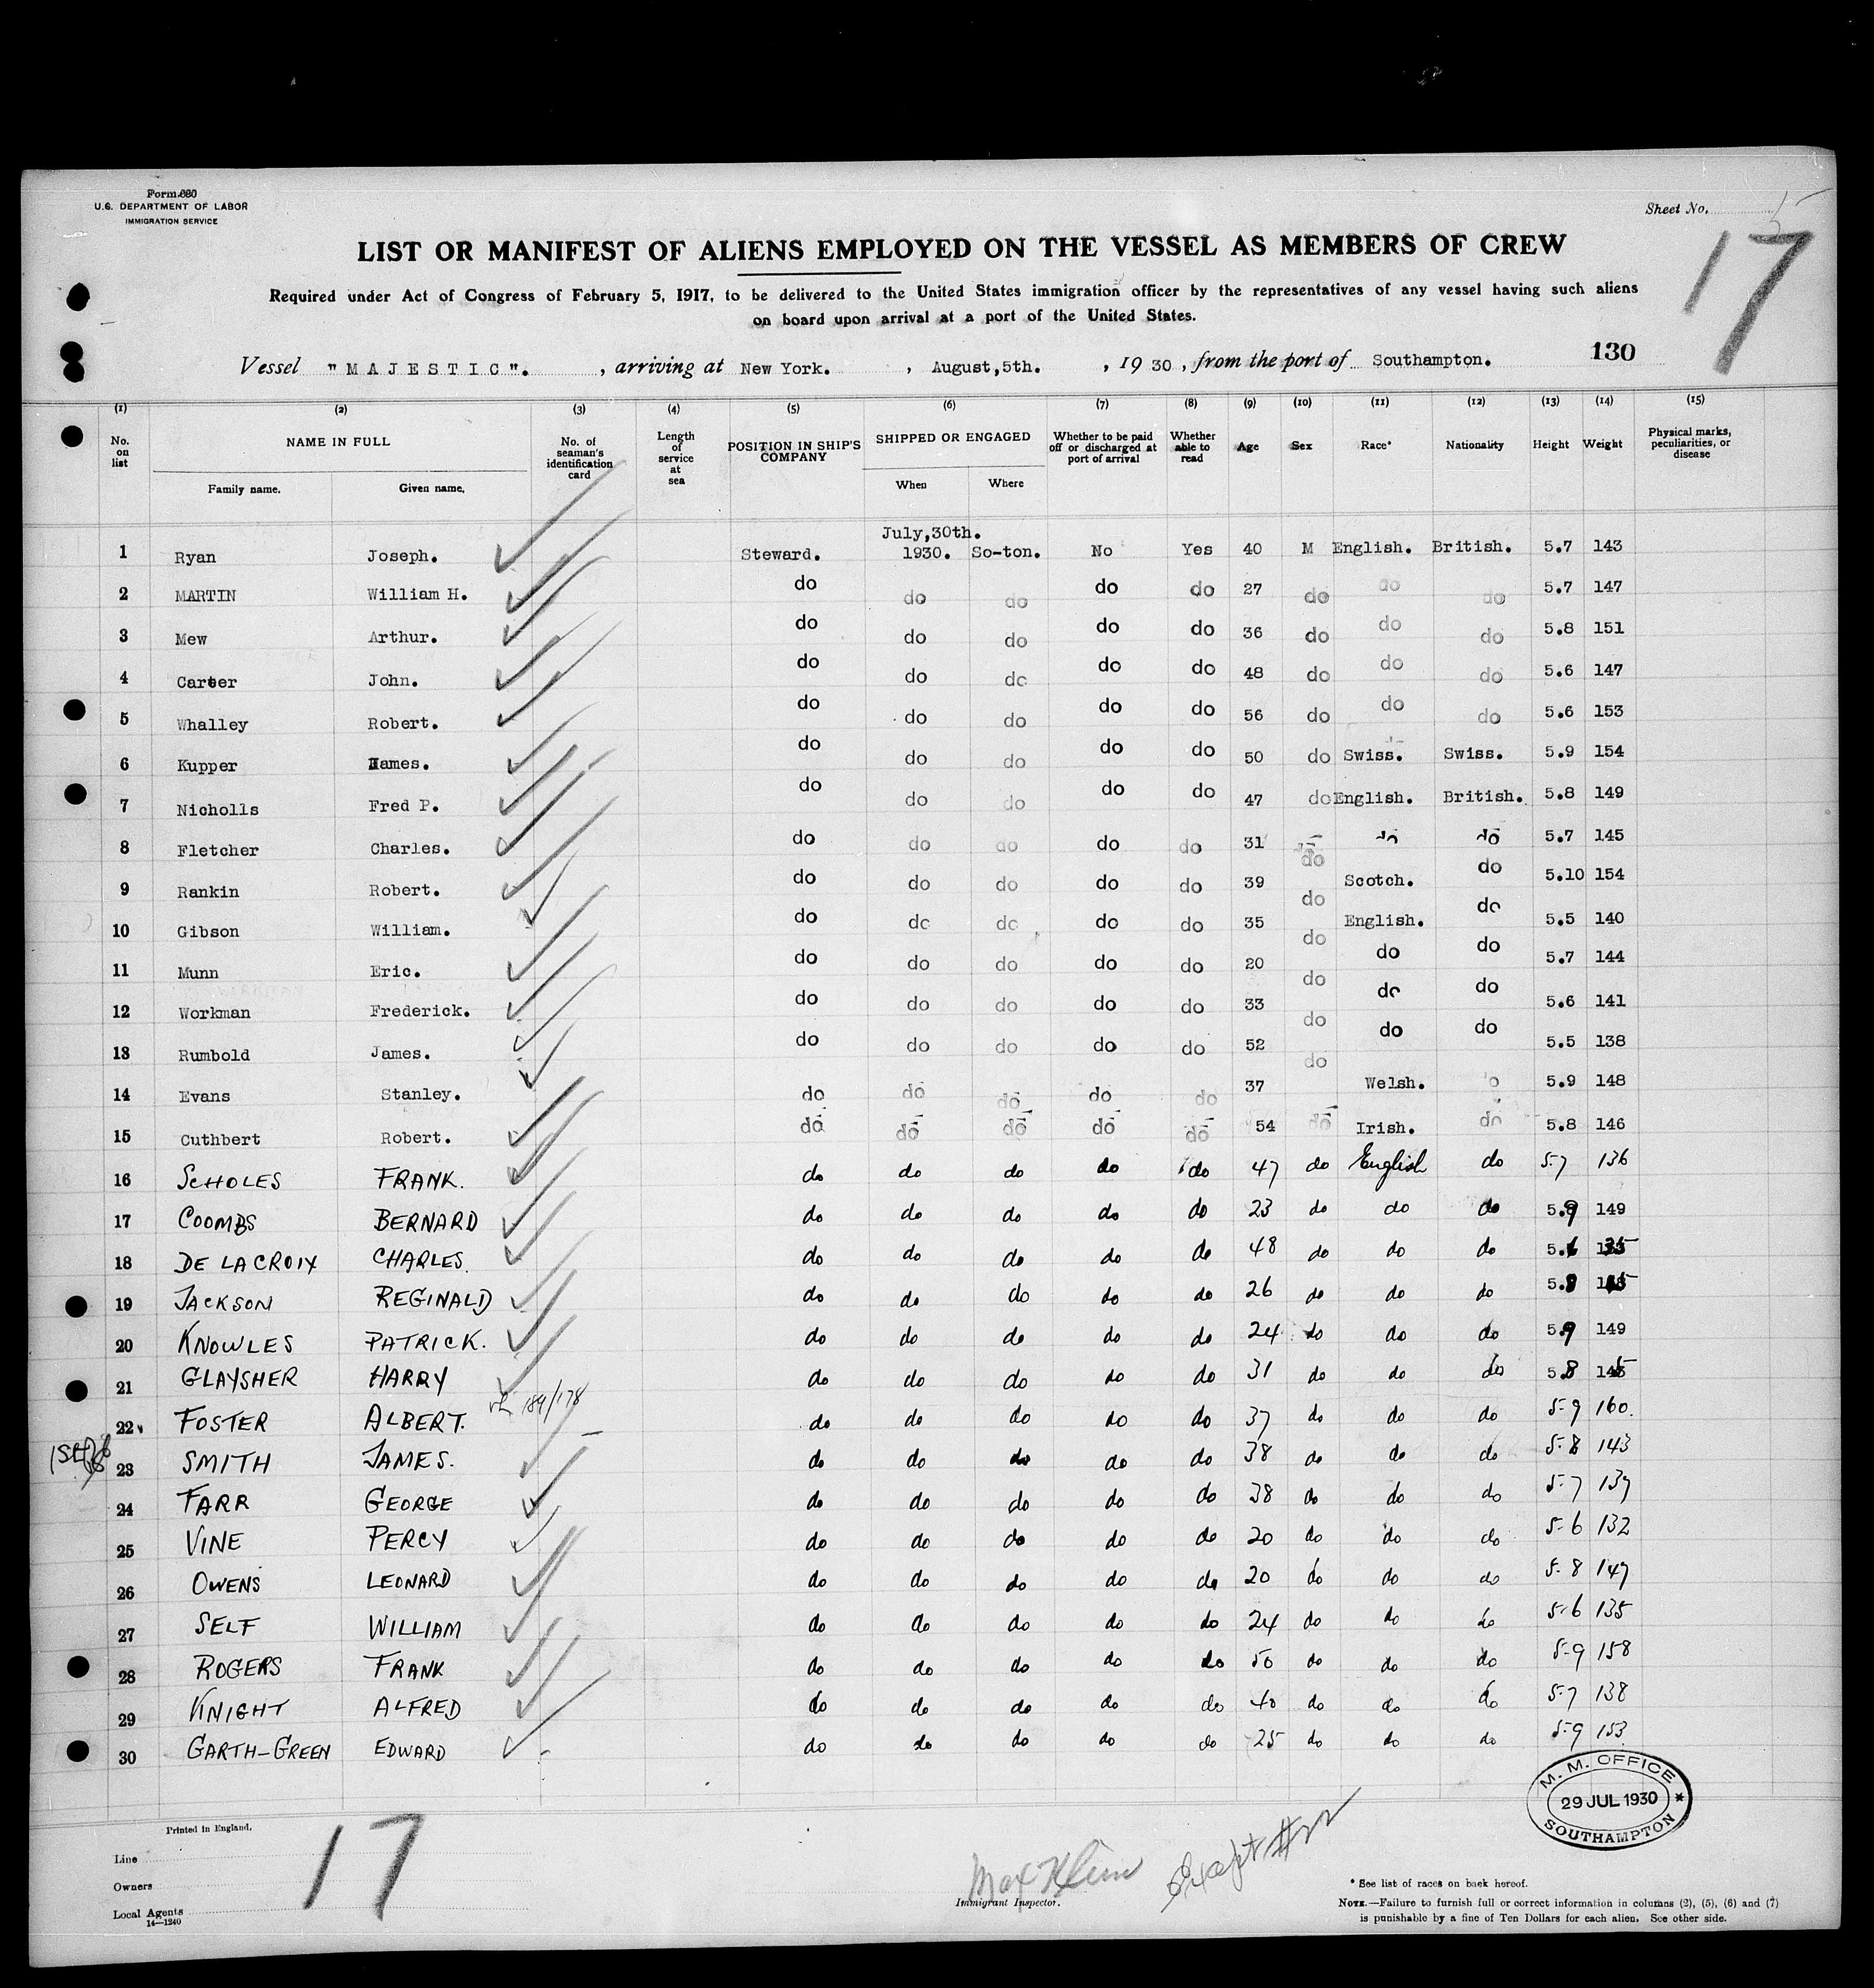 Form 680
U.S. DEPARTMENT OF LABOR
IMMIGRATION SERVICE
Sheet No.
17
LIST OR MANIFEST OF ALIENS EMPLOYED ON THE VESSEL AS MEMBERS OF CREW
Required under Act of Congress of February 5, 1917, to be delivered to the United States immigration officer by the representatives of any vessel having such aliens
on board upon arrival at a port of the United States.
Vessel "MAJESTIC". , arriving at New York. , August,5th. , 1930, from the port of Southampton. 130
(1) (2) (3) (4) (5) (6) (7) (8) (9) (10) (11) (12) (13) (14) (15)
No. on list NAME IN FULL No. of seaman's identification card Length of service at sea POSITION IN SHIP'S COMPANY SHIPPED OR ENGAGED Whether to be paid off or discharged at port of arrival Whether able to read Age Sex Race* Nationality Height Weight Physical marks, peculiarities, or disease
Family name. Given name. When Where
July,30th.
1 Ryan Joseph. Steward. 1930. So-ton. No Yes 40 M English. British. 5.7 143
2 MARTIN William H. do do do do do 27 do do do 5.7 147
3 Mew Arthur. do do do do do 36 do do do 5.8 151
4 Carter John. do do do do do 48 do do do 5.6 147
5 Whalley Robert. do do do do do 56 do do do 5.6 153
6 Kupper James. do do do do do 50 do Swiss. Swiss. 5.9 154
7 Nicholls Fred P. do do do do do 47 do English. British. 5.8 149
8 Fletcher Charles. do do do do do 31 do do do 5.7 145
9 Rankin Robert. do do do do do 39 do Scotch. do 5.10 154
10 Gibson William. do do do do do 35 do English. do 5.5 140
11 Munn Eric. do do do do do 20 do do do 5.7 144
12 Workman Frederick. do do do do do 33 do do do 5.6 141
13 Rumbold James. do do do do do 52 do do do 5.5 138
14 Evans Stanley. do do do do do 37 do Welsh. do 5.9 148
15 Cuthbert Robert. do do do do do 54 do Irish. do 5.8 146
16 SCHOLES FRANK. do do do do do 47 do English do 5-7 136
17 COOMBS BERNARD do do do do do 23 do do do 5.9 149
18 DE LA CROIX CHARLES. do do do do do 48 do do do 5.6 135
19 JACKSON REGINALD do do do do do 26 do do do 5.8
20 KNOWLES PATRICK. do do do do do 24 do do do 5.9 149
21 GLAYSHER HARRY do do do do do 31 do do do 5.8 145
189/178
22 FOSTER ALBERT. do do do do do 37 do do do 5-9 160.
23 SMITH JAMES. do do do do do 38 do do do 5-8 143
24 FARR GEORGE do do do do do 38 do do do 5-7 139
25 VINE PERCY do do do do do 20 do do do 5-6 132
26 OWENS LEONARD do do do do do 20 do do do 5-8 147
27 SELF WILLIAM do do do do do 24 do do do 5-6 135
28 ROGERS FRANK do do do do do 50 do do do 5-9 158
29 KNIGHT ALFRED do do do do do 40 do do do 5-7 138
30 GARTH-GREEN EDWARD do do do do do 25 do do do 5-9 153
M. M. OFFICE
29 JUL 1930
SOUTHAMPTON
Printed in England.
17
Line
Owners
Local Agents
14—1240
Max Klein
Immigrant Inspector.
Except #22
* See list of races on back hereof.
NOTE.—Failure to furnish full or correct information in columns (2), (5), (6) and (7)
is punishable by a fine of Ten Dollars for each alien. See other side.